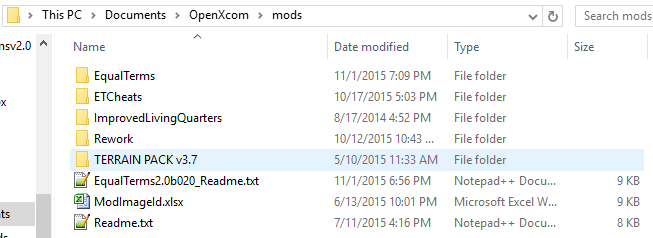 This PC > Documents > OpenXcom > mods
Search mods
nsv2.0
Name
Date modified
Type
Size
EqualTerms 11/1/2015 7:09 PM File folder
ETCheats 10/17/2015 5:03 PM File folder
ImprovedLivingQuarters 8/17/2014 4:52 PM File folder
Rework 10/12/2015 10:43 ... File folder
TERRAIN PACK v3.7 5/10/2015 11:33 AM File folder
EqualTerms2.0b020_Readme.txt 11/1/2015 6:56 PM Notepad++ Docu... 9 KB
ModImageId.xlsx 6/13/2015 10:01 PM Microsoft Excel W... 9 KB
Readme.txt 7/11/2015 4:16 PM Notepad++ Docu... 8 KB
ox
ts